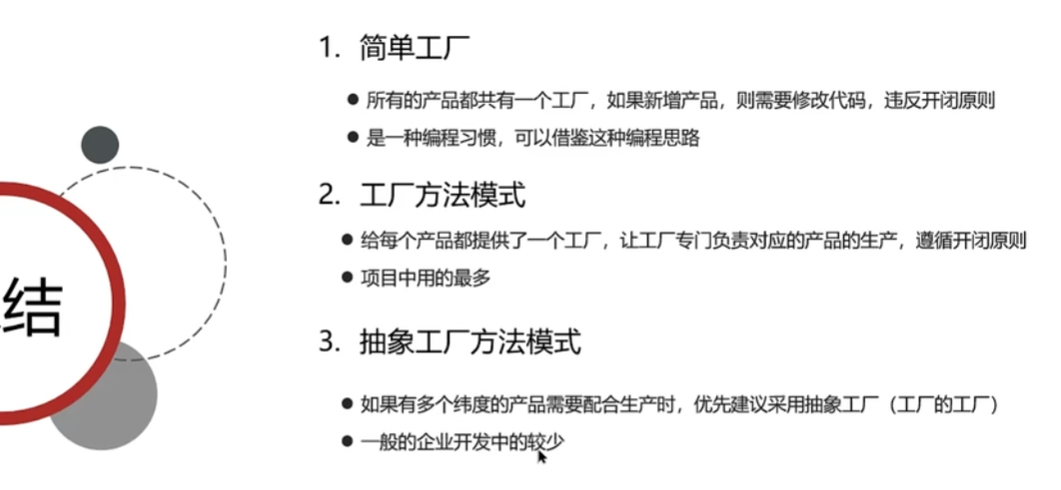 结
1. 简单工厂
● 所有的产品都共有一个工厂，如果新增产品，则需要修改代码，违反开闭原则
● 是一种编程习惯，可以借鉴这种编程思路
2. 工厂方法模式
● 给每个产品都提供了一个工厂，让工厂专门负责对应的产品的生产，遵循开闭原则
● 项目中用的最多
3. 抽象工厂方法模式
● 如果有多个纬度的产品需要配合生产时，优先建议采用抽象工厂（工厂的工厂）
● 一般的企业开发中的较少